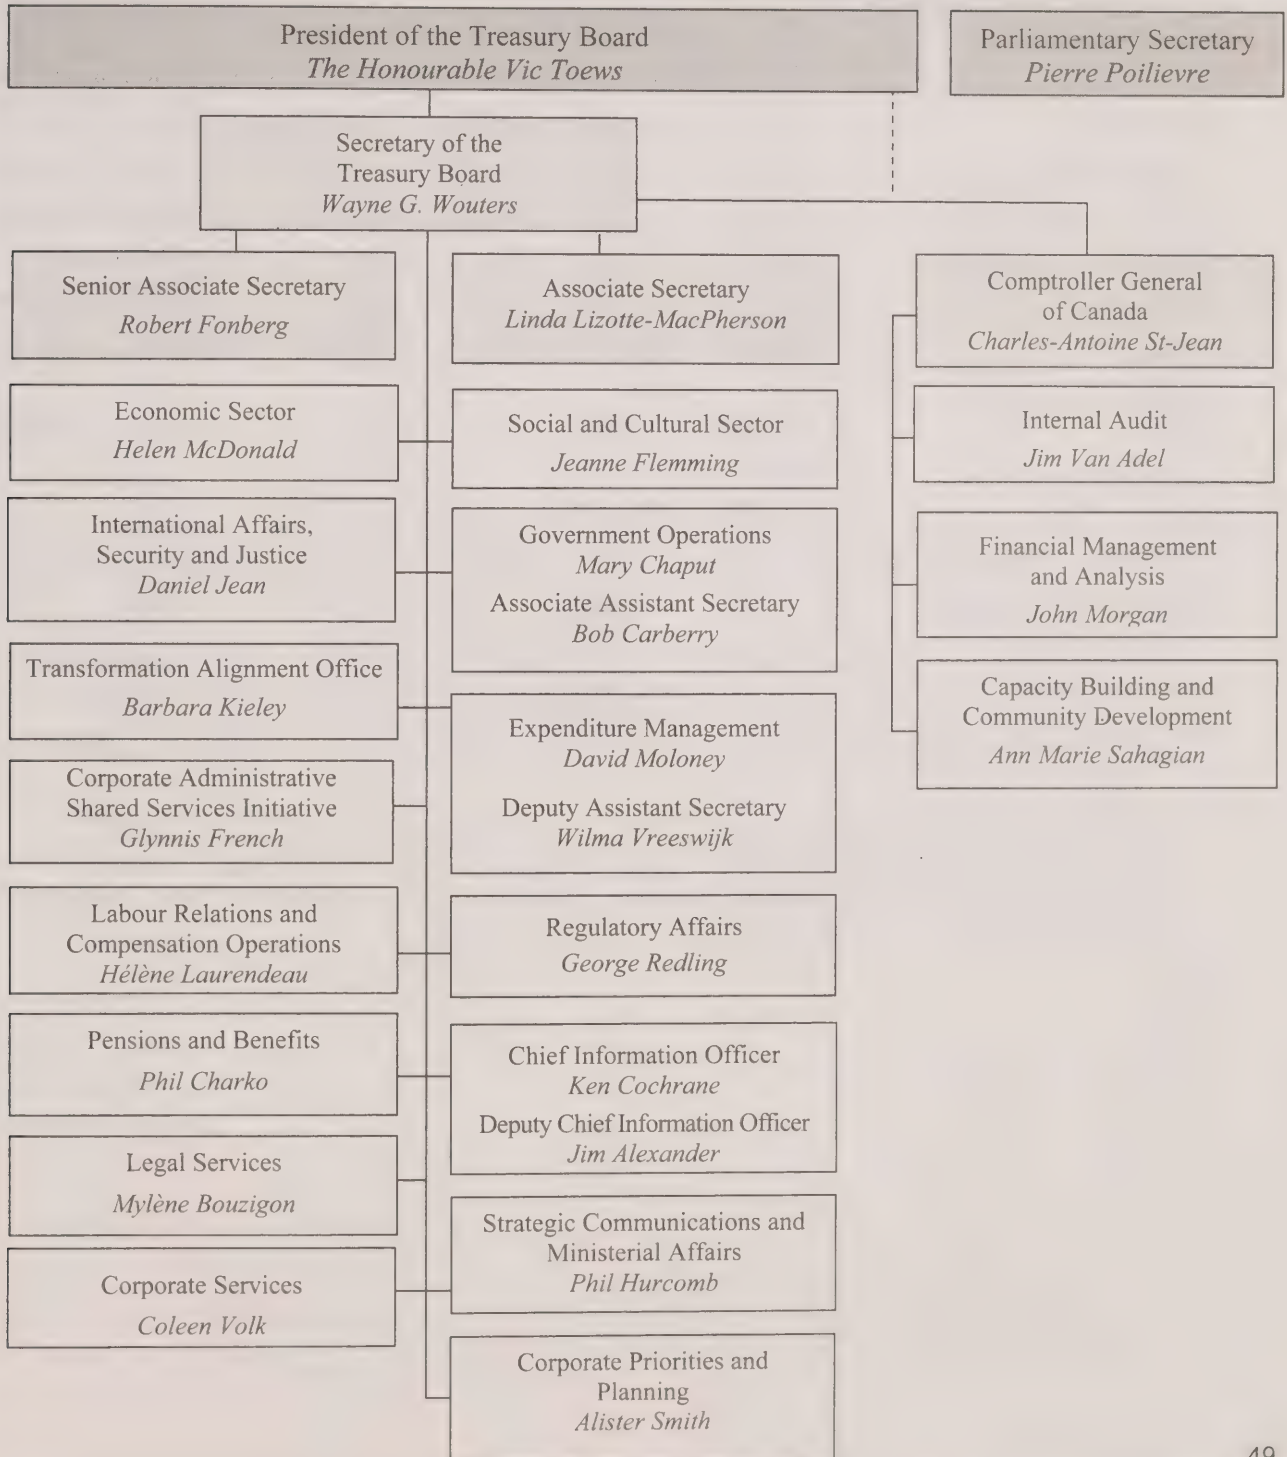 President of the Treasury Board
The Honourable Vic Toews
Parliamentary Secretary
Pierre Poilievre
Secretary of the
Treasury Board
Wayne G. Wouters
Senior Associate Secretary
Robert Fonberg
Associate Secretary
Linda Lizotte-MacPherson
Comptroller General
of Canada
Charles-Antoine St-Jean
Economic Sector
Helen McDonald
Social and Cultural Sector
Jeanne Flemming
Internal Audit
Jim Van Adel
International Affairs,
Security and Justice
Daniel Jean
Government Operations
Mary Chaput
Associate Assistant Secretary
Bob Carberry
Financial Management
and Analysis
John Morgan
Transformation Alignment Office
Barbara Kieley
Expenditure Management
David Moloney
Deputy Assistant Secretary
Wilma Vreeswijk
Capacity Building and
Community Development
Ann Marie Sahagian
Corporate Administrative
Shared Services Initiative
Glynnis French
Labour Relations and
Compensation Operations
Hélène Laurendeau
Regulatory Affairs
George Redling
Pensions and Benefits
Phil Charko
Chief Information Officer
Ken Cochrane
Deputy Chief Information Officer
Jim Alexander
Legal Services
Mylène Bouzigon
Strategic Communications and
Ministerial Affairs
Phil Hurcomb
Corporate Services
Coleen Volk
Corporate Priorities and
Planning
Alister Smith
49